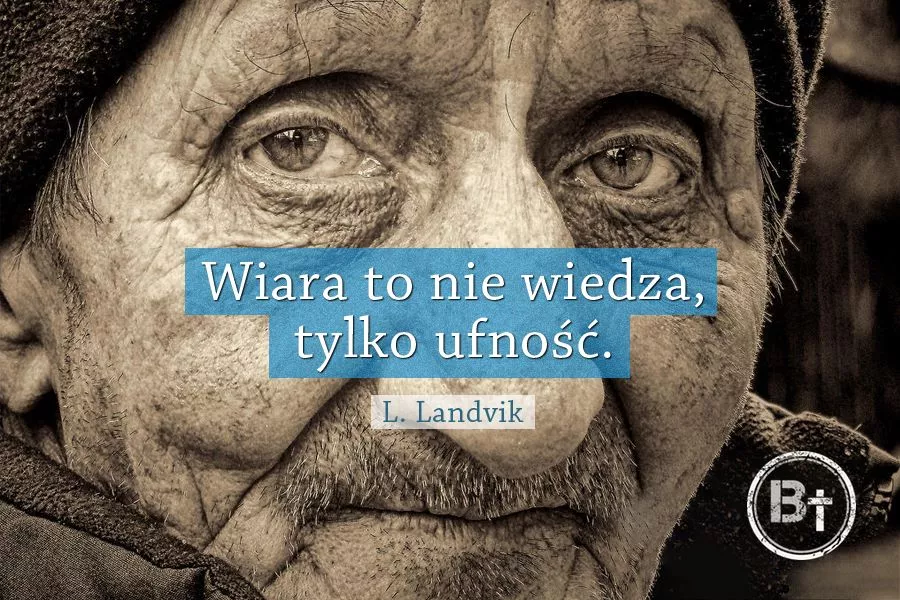 Wiara to nie wiedza,
tylko ufność.
L. Landvik
B†